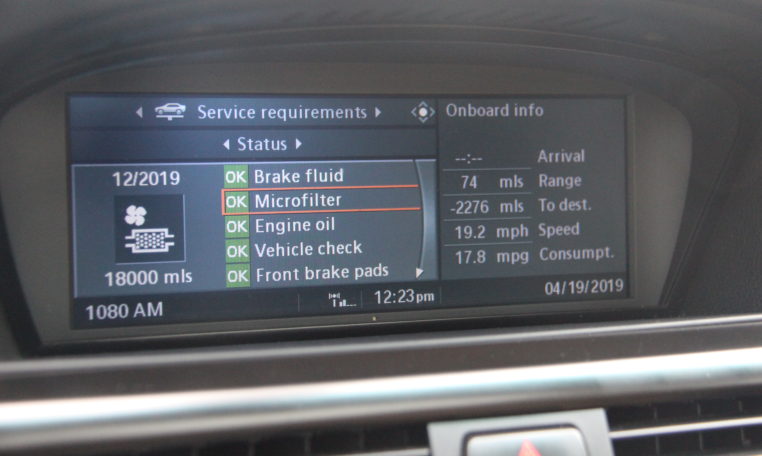 Service requirements
Status
12/2019
OK Brake fluid
OK Microfilter
OK Engine oil
OK Vehicle check
OK Front brake pads
18000 mls
1080 AM
12:23 pm
Onboard info
--:-- Arrival
74 mls Range
-2276 mls To dest.
19.2 mph Speed
17.8 mpg Consumpt.
04/19/2019